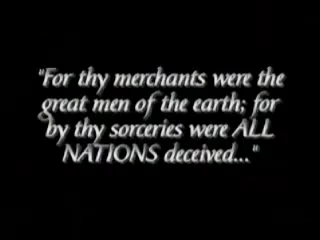 "For thy merchants were the
great men of the earth; for
by thy sorceries were ALL
NATIONS deceived..."